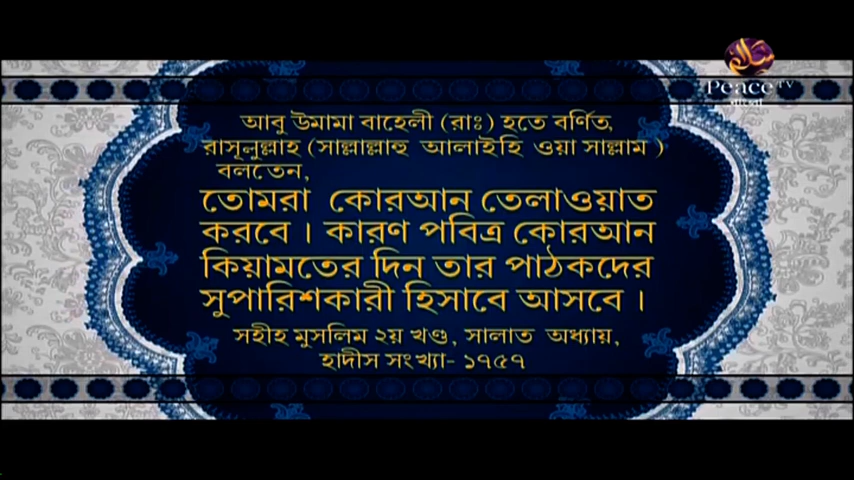 سلام
Peace TV
বাংলা
আবু উমামা বাহেলী (রাঃ) হতে বর্ণিত,
রাসূলুল্লাহ (সাল্লাল্লাহু আলাইহি ওয়া সাল্লাম )
বলতেন,
তোমরা কোরআন তেলাওয়াত
করবে । কারণ পবিত্র কোরআন
কিয়ামতের দিন তার পাঠকদের
সুপারিশকারী হিসাবে আসবে ।
সহীহ মুসলিম ২য় খণ্ড, সালাত অধ্যায়,
হাদীস সংখ্যা- ১৭৫৭